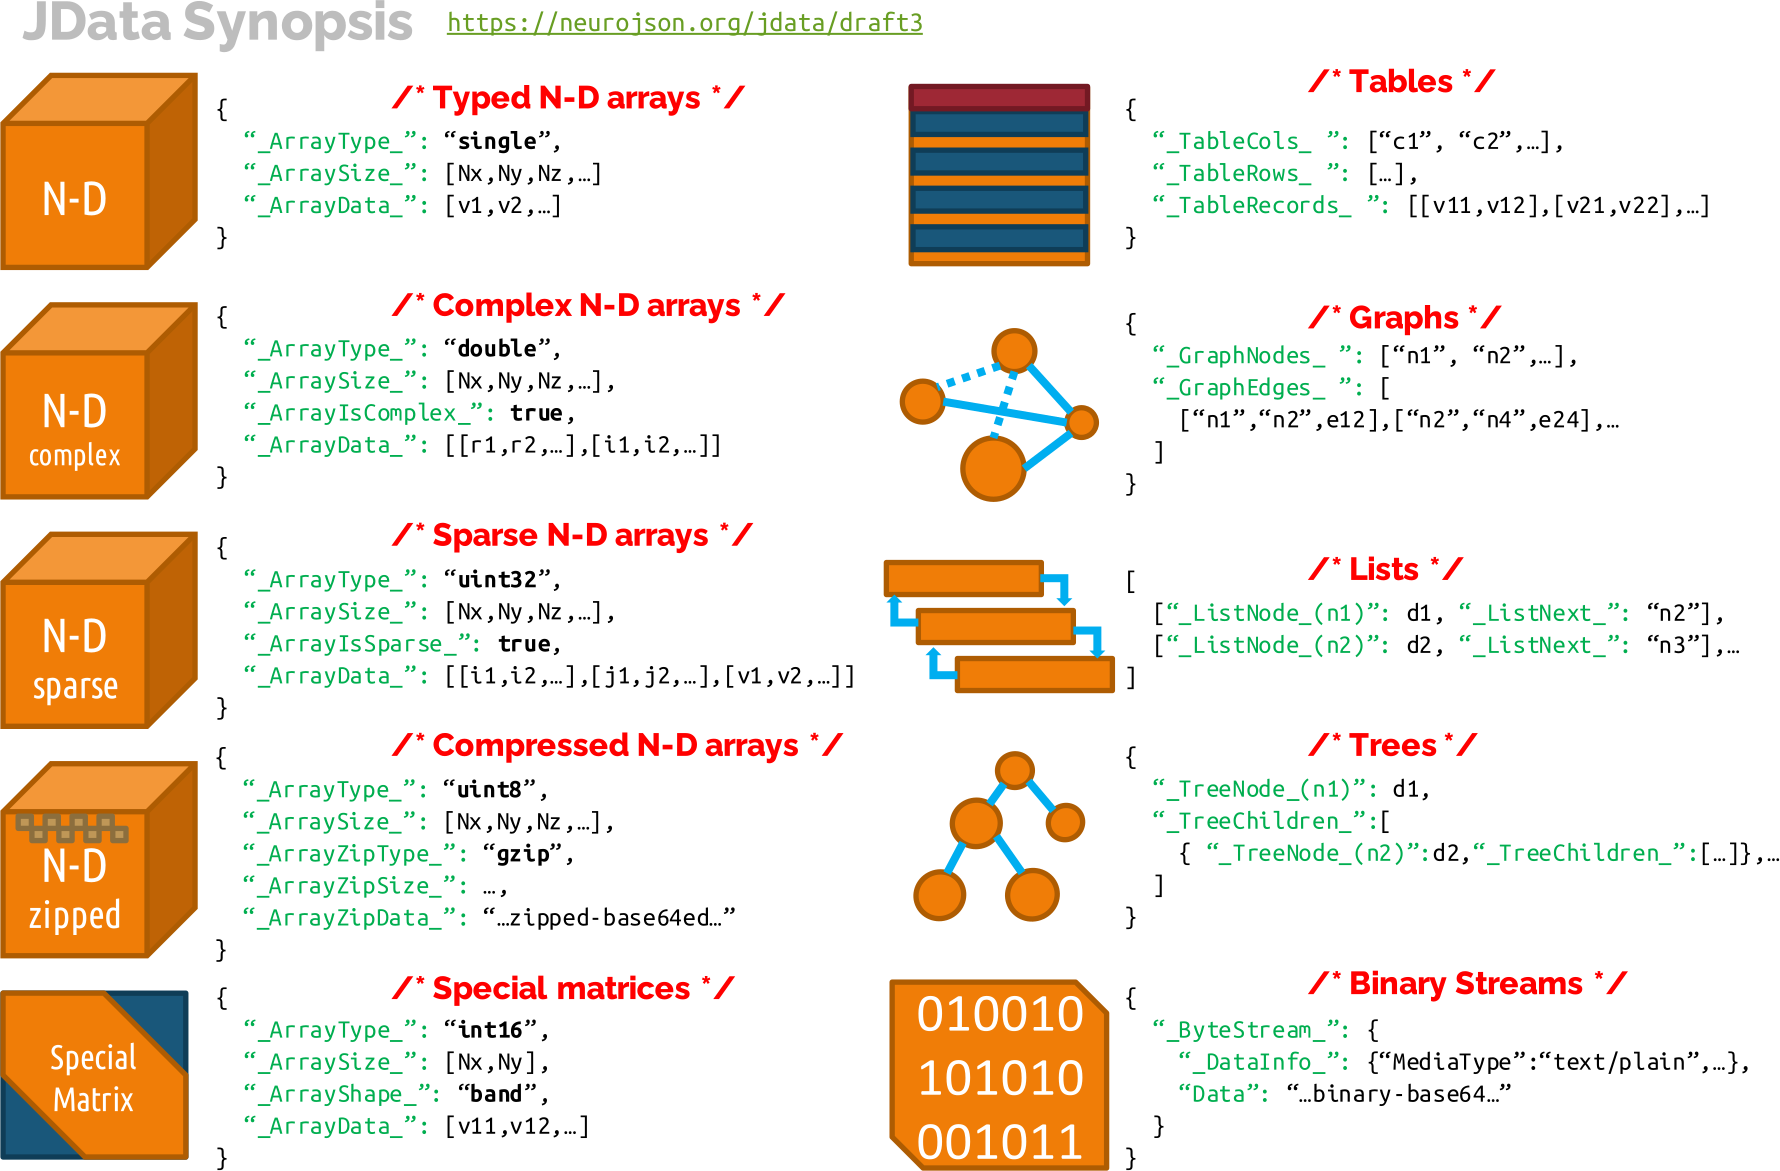 JData Synopsis
https://neurojson.org/jdata/draft3
N-D
/* Typed N-D arrays */
{
“_ArrayType_”: “single”,
“_ArraySize_”: [Nx,Ny,Nz,…]
“_ArrayData_”: [v1,v2,…]
}
N-D
complex
/* Complex N-D arrays */
{
“_ArrayType_”: “double”,
“_ArraySize_”: [Nx,Ny,Nz,…],
“_ArrayIsComplex_”: true,
“_ArrayData_”: [[r1,r2,…],[i1,i2,…]]
}
N-D
sparse
/* Sparse N-D arrays */
{
“_ArrayType_”: “uint32”,
“_ArraySize_”: [Nx,Ny,Nz,…],
“_ArrayIsSparse_”: true,
“_ArrayData_”: [[i1,i2,…],[j1,j2,…],[v1,v2,…]]
}
N-D
zipped
/* Compressed N-D arrays */
{
“_ArrayType_”: “uint8”,
“_ArraySize_”: [Nx,Ny,Nz,…],
“_ArrayZipType_”: “gzip”,
“_ArrayZipSize_”: …,
“_ArrayZipData_”: “…zipped-base64ed…”
}
Special
Matrix
/* Special matrices */
{
“_ArrayType_”: “int16”,
“_ArraySize_”: [Nx,Ny],
“_ArrayShape_”: “band”,
“_ArrayData_”: [v11,v12,…]
}
/* Tables */
{
“_TableCols_ ”: [“c1”, “c2”,…],
“_TableRows_ ”: […],
“_TableRecords_ ”: [[v11,v12],[v21,v22],…]
}
/* Graphs */
{
“_GraphNodes_ ”: [“n1”, “n2”,…],
“_GraphEdges_ ”: [
[“n1”,“n2”,e12],[“n2”,“n4”,e24],…
]
}
/* Lists */
[
[“_ListNode_(n1)”: d1, “_ListNext_”: “n2”],
[“_ListNode_(n2)”: d2, “_ListNext_”: “n3”],…
]
/* Trees */
{
“_TreeNode_(n1)”: d1,
“_TreeChildren_”:[
{ “_TreeNode_(n2)”:d2,“_TreeChildren_”:[…]},…
]
}
010010
101010
001011
/* Binary Streams */
{
“_ByteStream_”: {
“_DataInfo_”: {“MediaType”:“text/plain”,…},
“Data”: “…binary-base64…”
}
}